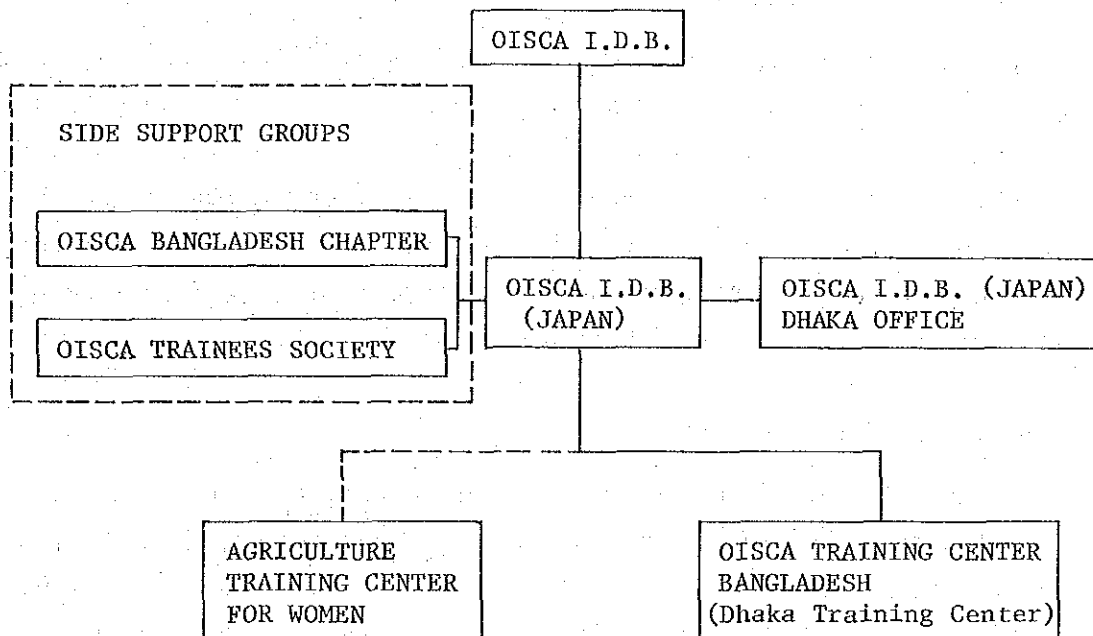 OISCA I.D.B.
SIDE SUPPORT GROUPS
OISCA BANGLADESH CHAPTER
OISCA TRAINEES SOCIETY
OISCA I.D.B.
(JAPAN)
OISCA I.D.B. (JAPAN)
DHAKA OFFICE
AGRICULTURE
TRAINING CENTER
FOR WOMEN
OISCA TRAINING CENTER
BANGLADESH
(Dhaka Training Center)